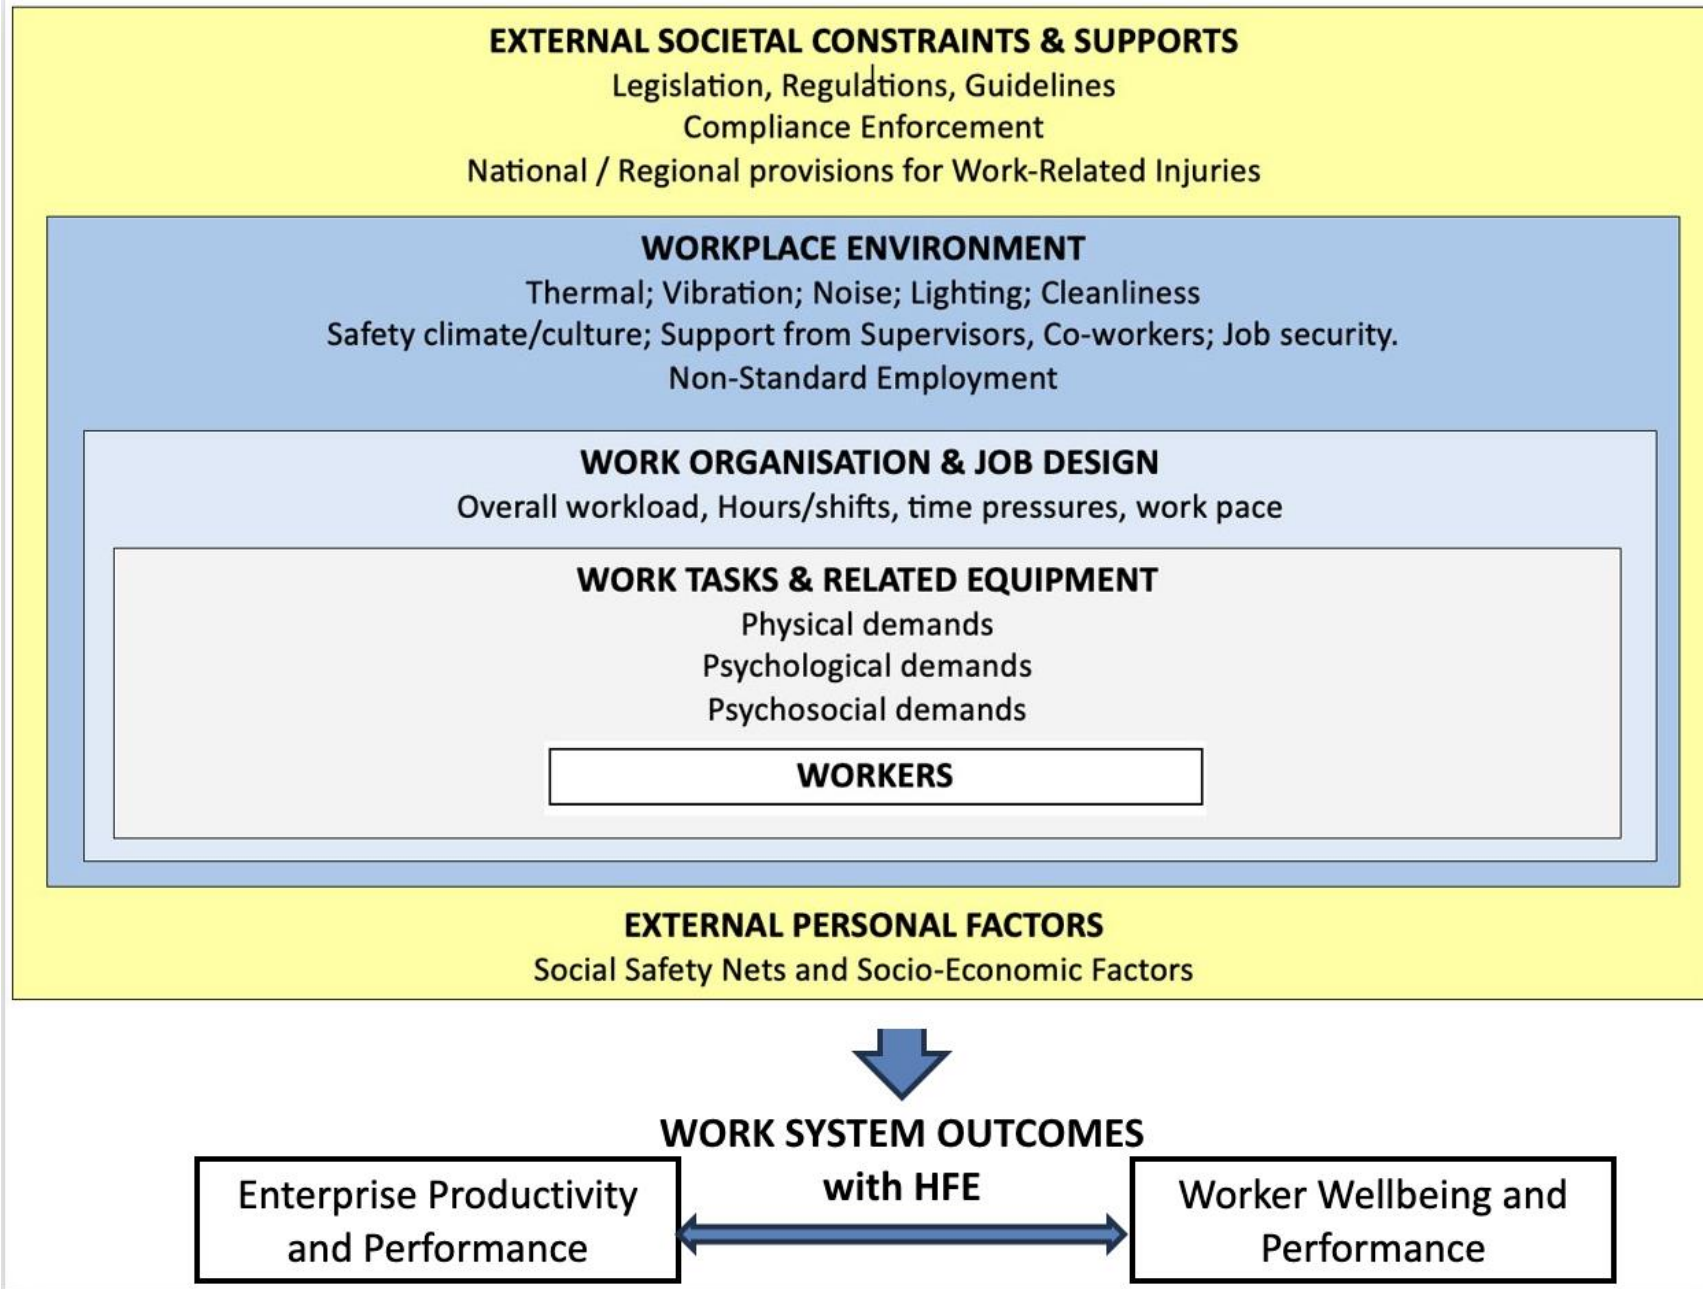 EXTERNAL SOCIETAL CONSTRAINTS & SUPPORTS
Legislation, Regulations, Guidelines
Compliance Enforcement
National / Regional provisions for Work-Related Injuries
WORKPLACE ENVIRONMENT
Thermal; Vibration; Noise; Lighting; Cleanliness
Safety climate/culture; Support from Supervisors, Co-workers; Job security.
Non-Standard Employment
WORK ORGANISATION & JOB DESIGN
Overall workload, Hours/shifts, time pressures, work pace
WORK TASKS & RELATED EQUIPMENT
Physical demands
Psychological demands
Psychosocial demands
WORKERS
EXTERNAL PERSONAL FACTORS
Social Safety Nets and Socio-Economic Factors
WORK SYSTEM OUTCOMES
with HFE
Enterprise Productivity
and Performance
Worker Wellbeing and
Performance